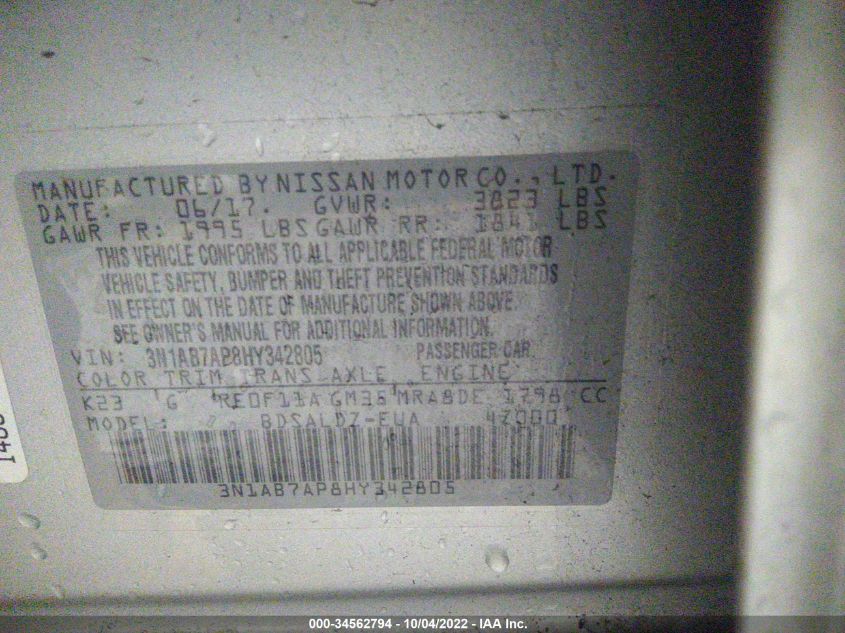 MANUFACTURED BY NISSAN MOTOR CO., LTD.
DATE: 06/17. GVWR: 3823 LBS
GAWR FR: 1995 LBS GAWR RR: 1841 LBS
THIS VEHICLE CONFORMS TO ALL APPLICABLE FEDERAL MOTOR
VEHICLE SAFETY, BUMPER AND THEFT PREVENTION STANDARDS
IN EFFECT ON THE DATE OF MANUFACTURE SHOWN ABOVE.
SEE OWNER'S MANUAL FOR ADDITIONAL INFORMATION.
VIN: 3N1AB7AP8HY342805 PASSENGER CAR
COLOR TRIM TRANS AXLE ENGINE
K23 G RE0F11A GM38 MRA8DE 1798 CC
MODEL: BDSALDZ-EUA
3N1AB7AP8HY342805
000-34562794 - 10/04/2022 - IAA Inc.